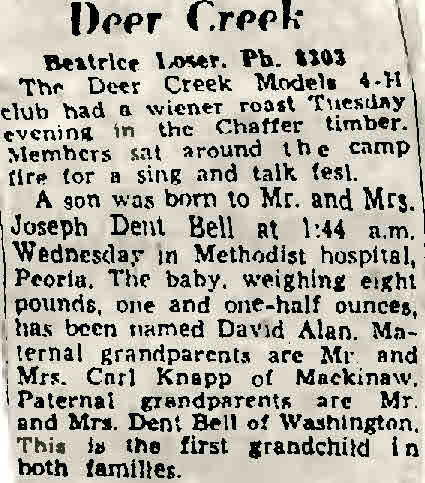 Deer Creek
Beatrice Loser. Ph. 8303
The Deer Creek Models 4-H
club had a wiener roast Tuesday
evening in the Chaffer timber.
Members sat around the camp
fire for a sing and talk fest.
A son was born to Mr. and Mrs.
Joseph Dent Bell at 1:44 a.m.
Wednesday in Methodist hospital,
Peoria. The baby, weighing eight
pounds, one and one-half ounces,
has been named David Alan. Ma-
ternal grandparents are Mr. and
Mrs. Carl Knapp of Mackinaw.
Paternal grandparents are Mr.
and Mrs. Dent Bell of Washington.
This is the first grandchild in
both families.